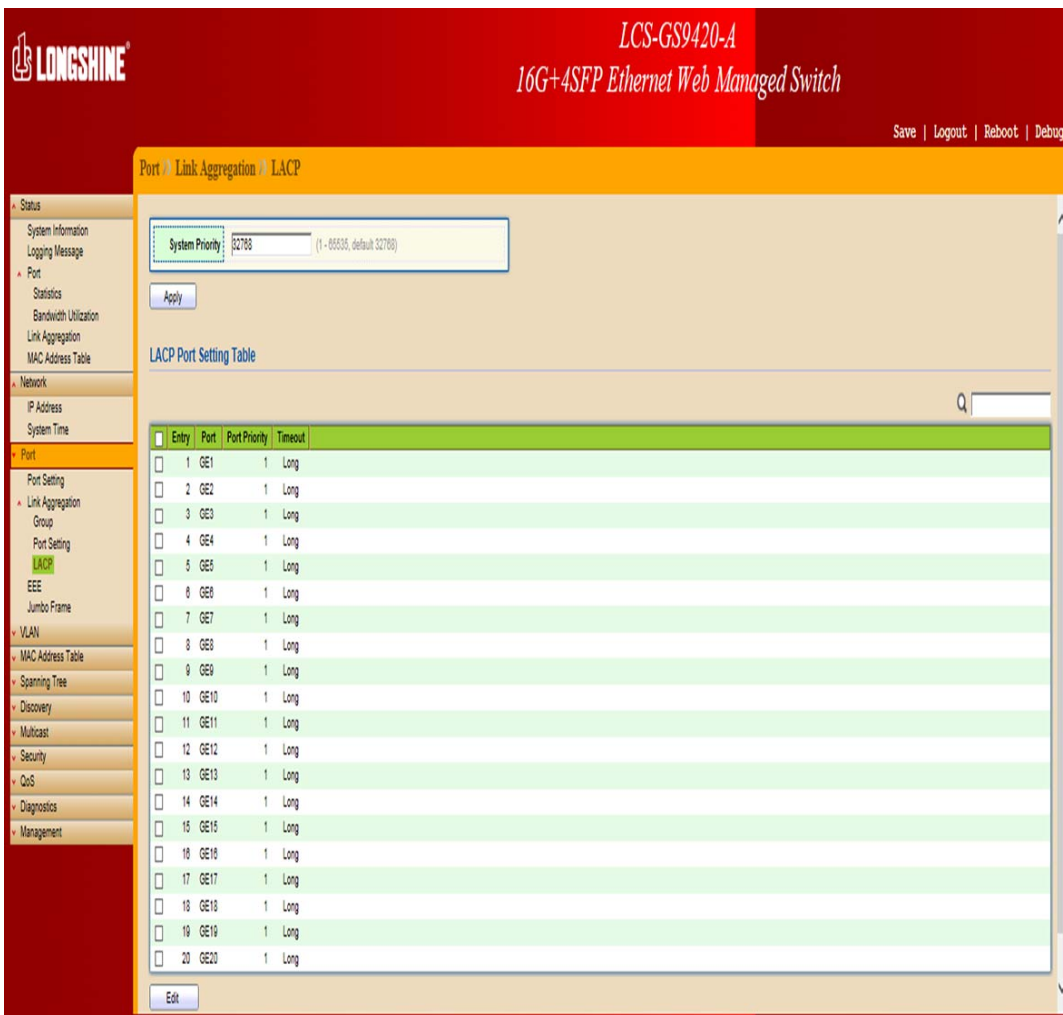 LONGSHINE®
LCS-GS9420-A
16G+4SFP Ethernet Web Managed Switch
Save | Logout | Reboot | Debug
Port » Link Aggregation » LACP
Status
System Information
Logging Message
Port
Statistics
Bandwidth Utilization
Link Aggregation
MAC Address Table
Network
IP Address
System Time
Port
Port Setting
Link Aggregation
Group
Port Setting
LACP
EEE
Jumbo Frame
VLAN
MAC Address Table
Spanning Tree
Discovery
Multicast
Security
QoS
Diagnostics
Management
System Priority 32768 (1 - 65535, default 32768)
Apply
LACP Port Setting Table
Entry Port Port Priority Timeout
1 GE1 1 Long
2 GE2 1 Long
3 GE3 1 Long
4 GE4 1 Long
5 GE5 1 Long
6 GE6 1 Long
7 GE7 1 Long
8 GE8 1 Long
9 GE9 1 Long
10 GE10 1 Long
11 GE11 1 Long
12 GE12 1 Long
13 GE13 1 Long
14 GE14 1 Long
15 GE15 1 Long
16 GE16 1 Long
17 GE17 1 Long
18 GE18 1 Long
19 GE19 1 Long
20 GE20 1 Long
Edit